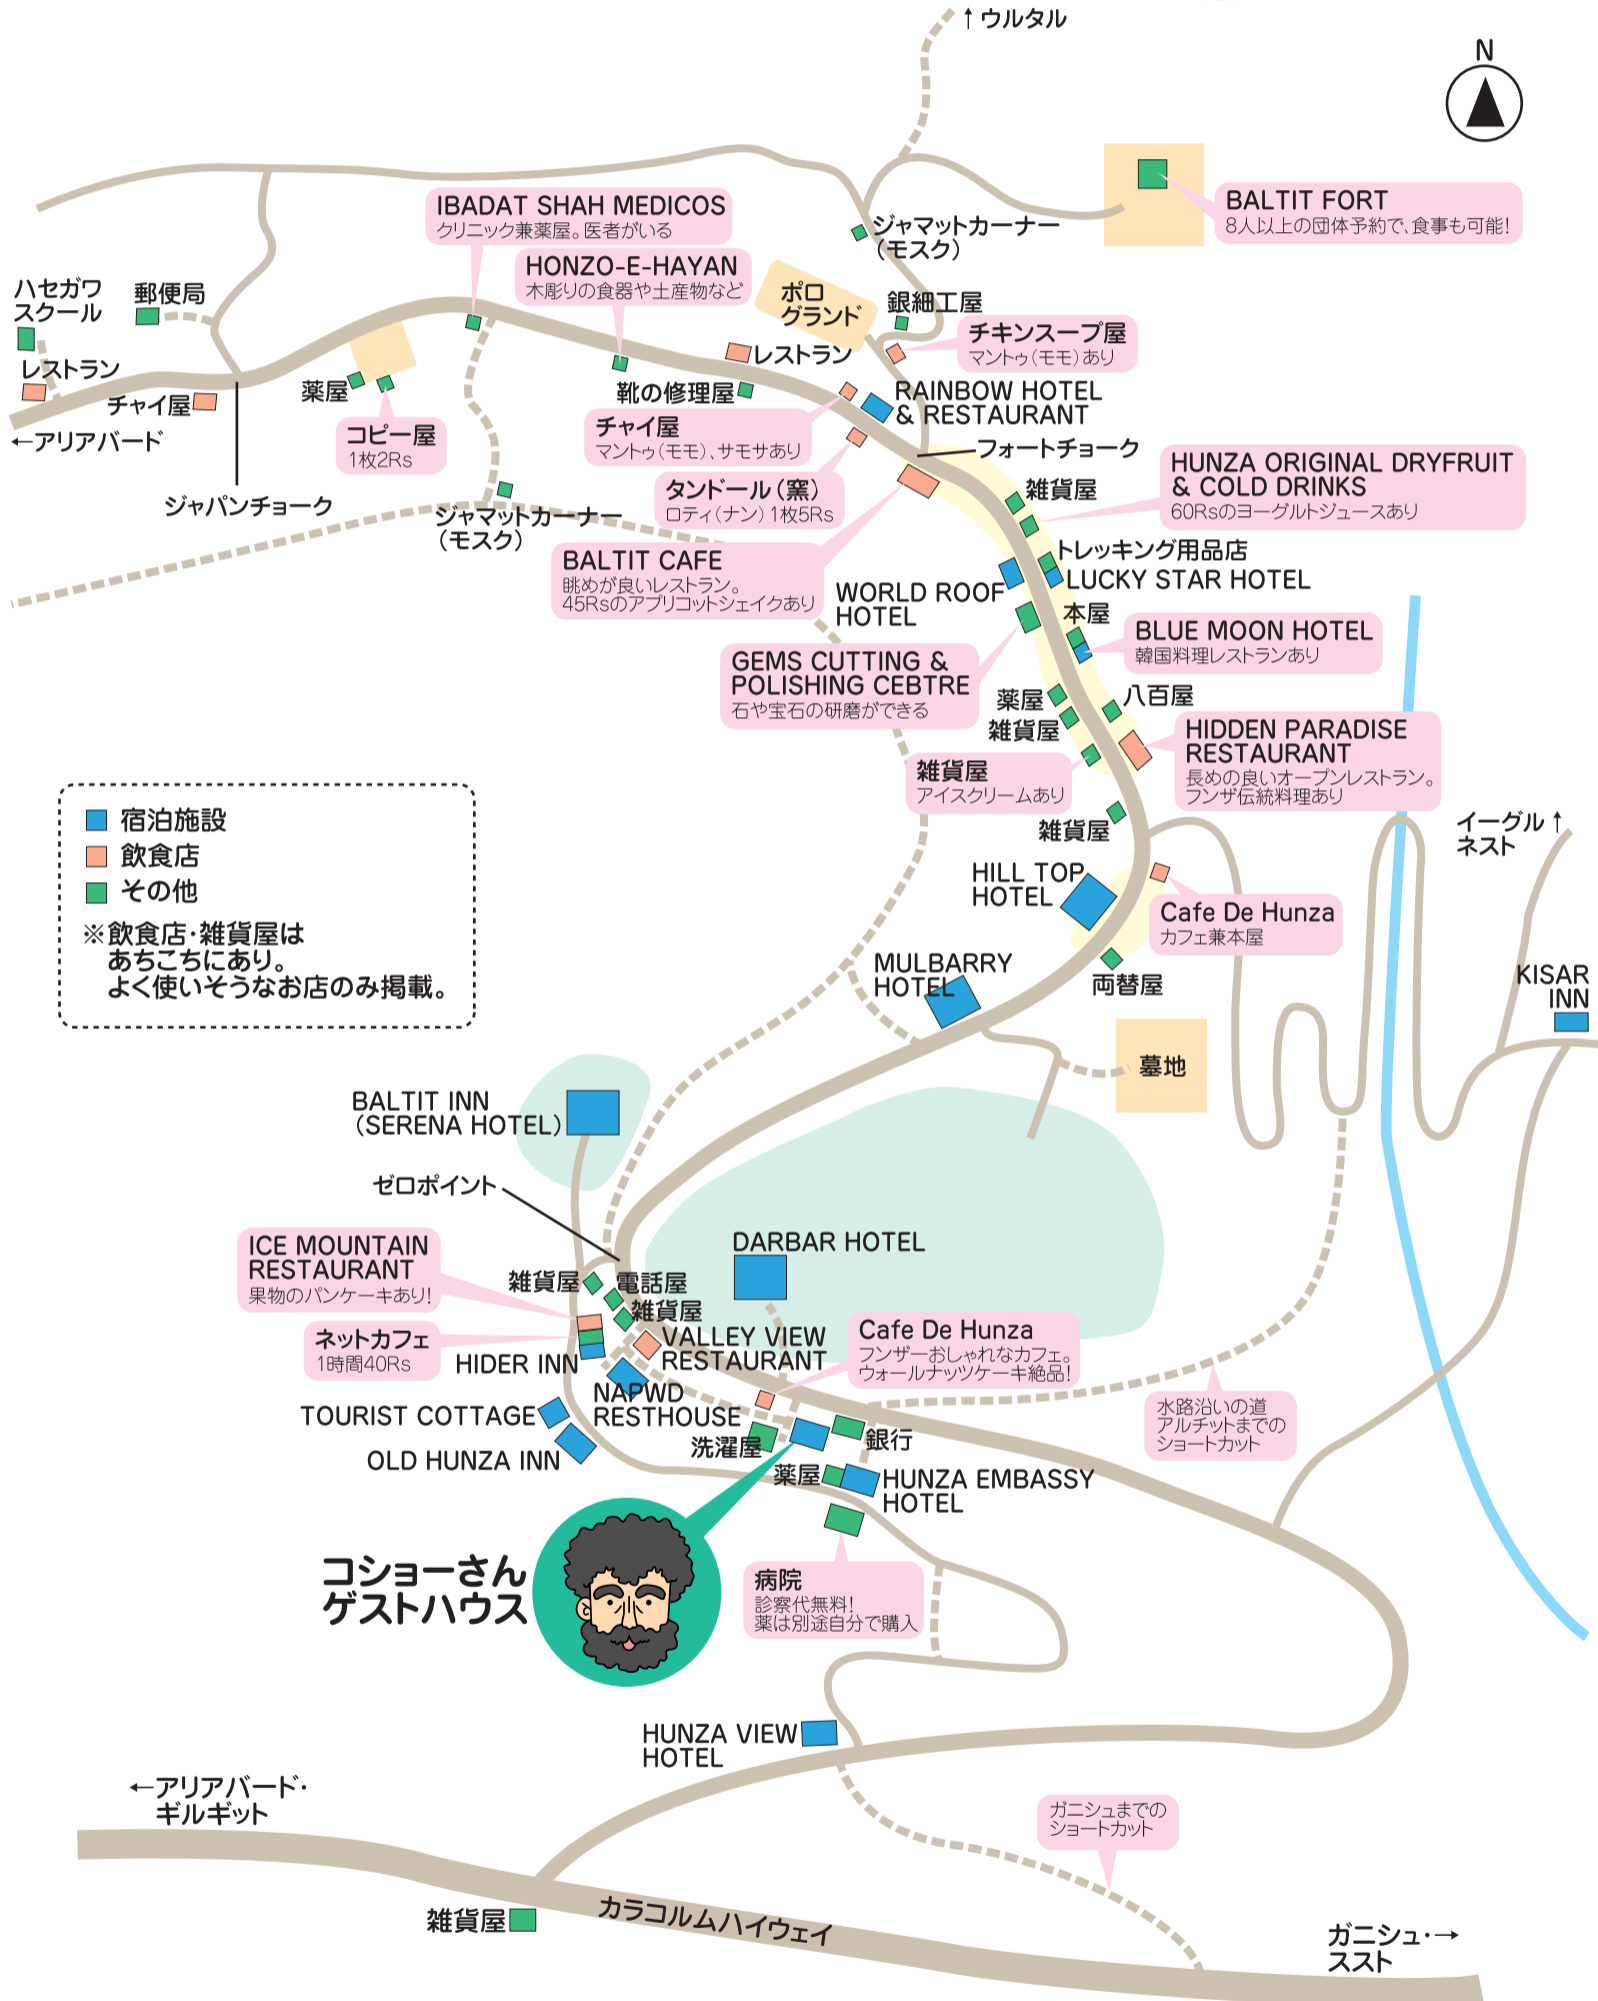 ↑ウルタル
N
BALTIT FORT
8人以上の団体予約で、食事も可能!
IBADAT SHAH MEDICOS
クリニック兼薬屋。医者がいる
ジャマットカーナー
(モスク)
HONZO-E-HAYAN
木彫りの食器や土産物など
ポロ
グランド
銀細工屋
チキンスープ屋
マントゥ(モモ)あり
ハセガワ
スクール
郵便局
レストラン
チャイ屋
←アリアバード
ジャパンチョーク
薬屋
コピー屋
1枚2Rs
レストラン
靴の修理屋
RAINBOW HOTEL
& RESTAURANT
チャイ屋
マントゥ(モモ)、サモサあり
フォートチョーク
タンドール(窯)
ロティ(ナン)1枚5Rs
ジャマットカーナー
(モスク)
雑貨屋
HUNZA ORIGINAL DRYFRUIT
& COLD DRINKS
60Rsのヨーグルトジュースあり
BALTIT CAFE
眺めが良いレストラン。
45Rsのアプリコットシェイクあり
トレッキング用品店
LUCKY STAR HOTEL
WORLD ROOF
HOTEL
本屋
BLUE MOON HOTEL
韓国料理レストランあり
GEMS CUTTING &
POLISHING CEBTRE
石や宝石の研磨ができる
薬屋
八百屋
雑貨屋
HIDDEN PARADISE
RESTAURANT
長めの良いオープンレストラン。
フンザ伝統料理あり
雑貨屋
アイスクリームあり
雑貨屋
イーグル↑
ネスト
宿泊施設
飲食店
その他
※飲食店・雑貨屋は
あちこちにあり。
よく使いそうなお店のみ掲載。
HILL TOP
HOTEL
Cafe De Hunza
カフェ兼本屋
MULBARRY
HOTEL
両替屋
KISAR
INN
墓地
BALTIT INN
(SERENA HOTEL)
ゼロポイント
DARBAR HOTEL
ICE MOUNTAIN
RESTAURANT
果物のパンケーキあり!
雑貨屋
電話屋
雑貨屋
ネットカフェ
1時間40Rs
HIDER INN
VALLEY VIEW
RESTAURANT
Cafe De Hunza
フンザーおしゃれなカフェ。
ウォールナッツケーキ絶品!
NAPWD
RESTHOUSE
TOURIST COTTAGE
OLD HUNZA INN
洗濯屋
銀行
水路沿いの道
アルチットまでの
ショートカット
薬屋
HUNZA EMBASSY
HOTEL
コショーさん
ゲストハウス
病院
診察代無料!
薬は別途自分で購入
HUNZA VIEW
HOTEL
←アリアバード・
ギルギット
ガニシュまでの
ショートカット
雑貨屋
カラコルムハイウェイ
ガニシュ・→
ススト